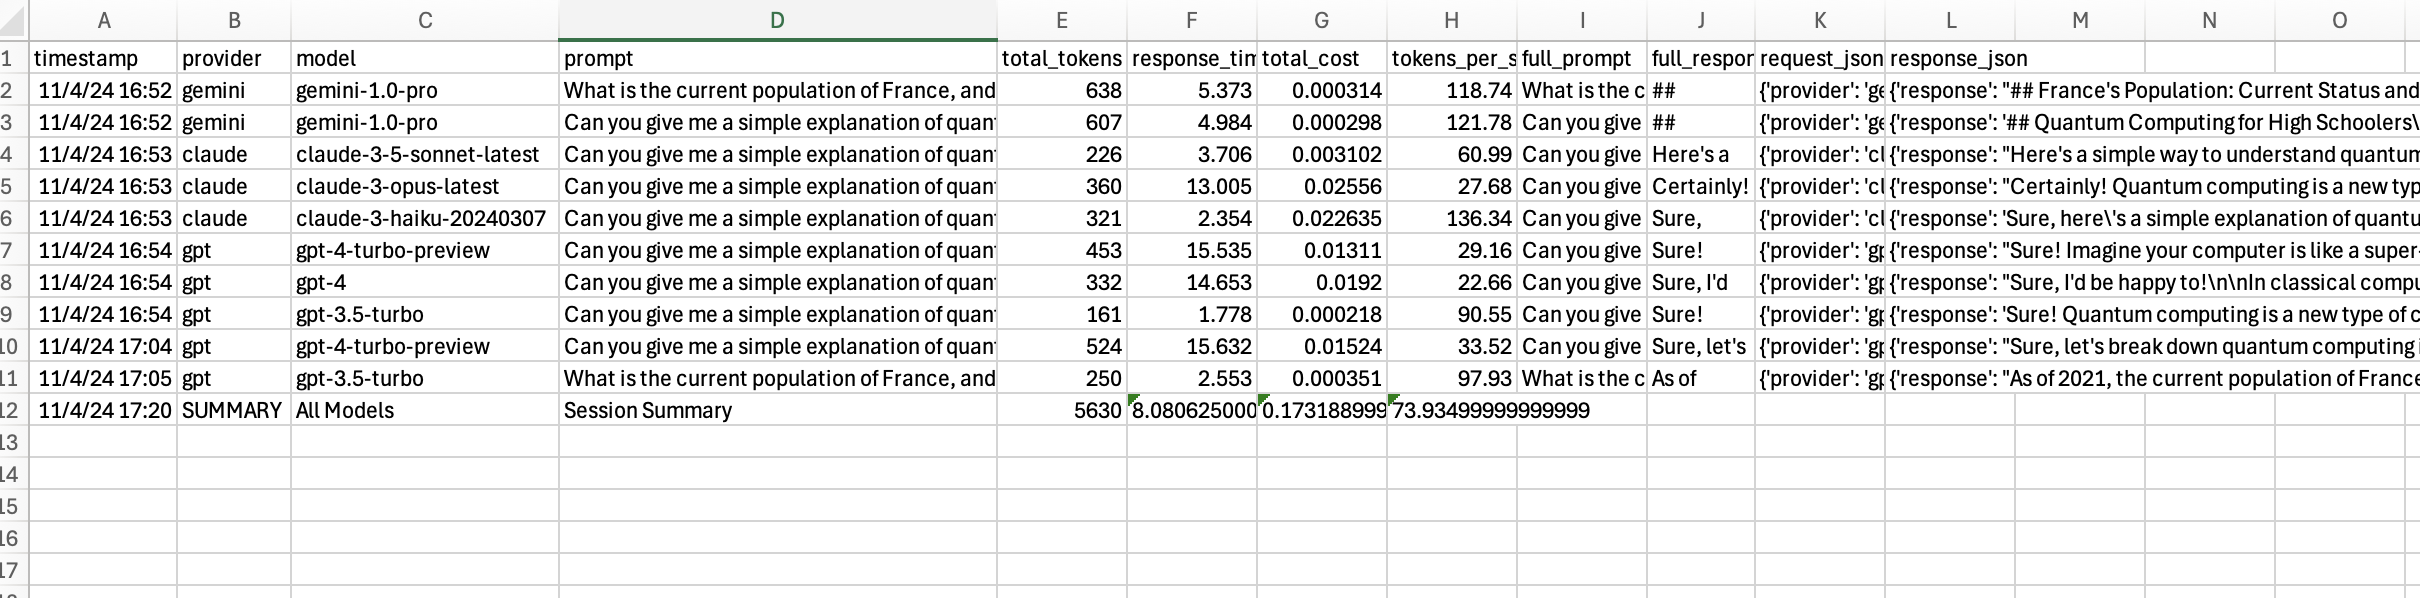 A B C D E F G H I J K L M N O
1 timestamp provider model prompt total_tokens response_tim total_cost tokens_per_s full_prompt full_respor request_json response_json
2 11/4/24 16:52 gemini gemini-1.0-pro What is the current population of France, and 638 5.373 0.000314 118.74 What is the c ## {'provider': 'ge {'response': "## France's Population: Current Status and
3 11/4/24 16:52 gemini gemini-1.0-pro Can you give me a simple explanation of quan 607 4.984 0.000298 121.78 Can you give ## {'provider': 'ge {'response': '## Quantum Computing for High Schoolers\
4 11/4/24 16:53 claude claude-3-5-sonnet-latest Can you give me a simple explanation of quan 226 3.706 0.003102 60.99 Can you give Here's a {'provider': 'cl {'response': "Here's a simple way to understand quantum
5 11/4/24 16:53 claude claude-3-opus-latest Can you give me a simple explanation of quan 360 13.005 0.02556 27.68 Can you give Certainly! {'provider': 'cl {'response': "Certainly! Quantum computing is a new typ
6 11/4/24 16:53 claude claude-3-haiku-20240307 Can you give me a simple explanation of quan 321 2.354 0.022635 136.34 Can you give Sure, {'provider': 'cl {'response': 'Sure, here\'s a simple explanation of quantu
7 11/4/24 16:54 gpt gpt-4-turbo-preview Can you give me a simple explanation of quan 453 15.535 0.01311 29.16 Can you give Sure! {'provider': 'gp {'response': "Sure! Imagine your computer is like a super-
8 11/4/24 16:54 gpt gpt-4 Can you give me a simple explanation of quan 332 14.653 0.0192 22.66 Can you give Sure, I'd {'provider': 'gp {'response': "Sure, I'd be happy to!\n\nIn classical compu
9 11/4/24 16:54 gpt gpt-3.5-turbo Can you give me a simple explanation of quan 161 1.778 0.000218 90.55 Can you give Sure! {'provider': 'gp {'response': 'Sure! Quantum computing is a new type of c
10 11/4/24 17:04 gpt gpt-4-turbo-preview Can you give me a simple explanation of quan 524 15.632 0.01524 33.52 Can you give Sure, let's {'provider': 'gp {'response': "Sure, let's break down quantum computing i
11 11/4/24 17:05 gpt gpt-3.5-turbo What is the current population of France, and 250 2.553 0.000351 97.93 What is the c As of {'provider': 'gp {'response': "As of 2021, the current population of France
12 11/4/24 17:20 SUMMARY All Models Session Summary 5630 8.080625000 0.173188999 73.93499999999999
13
14
15
16
17